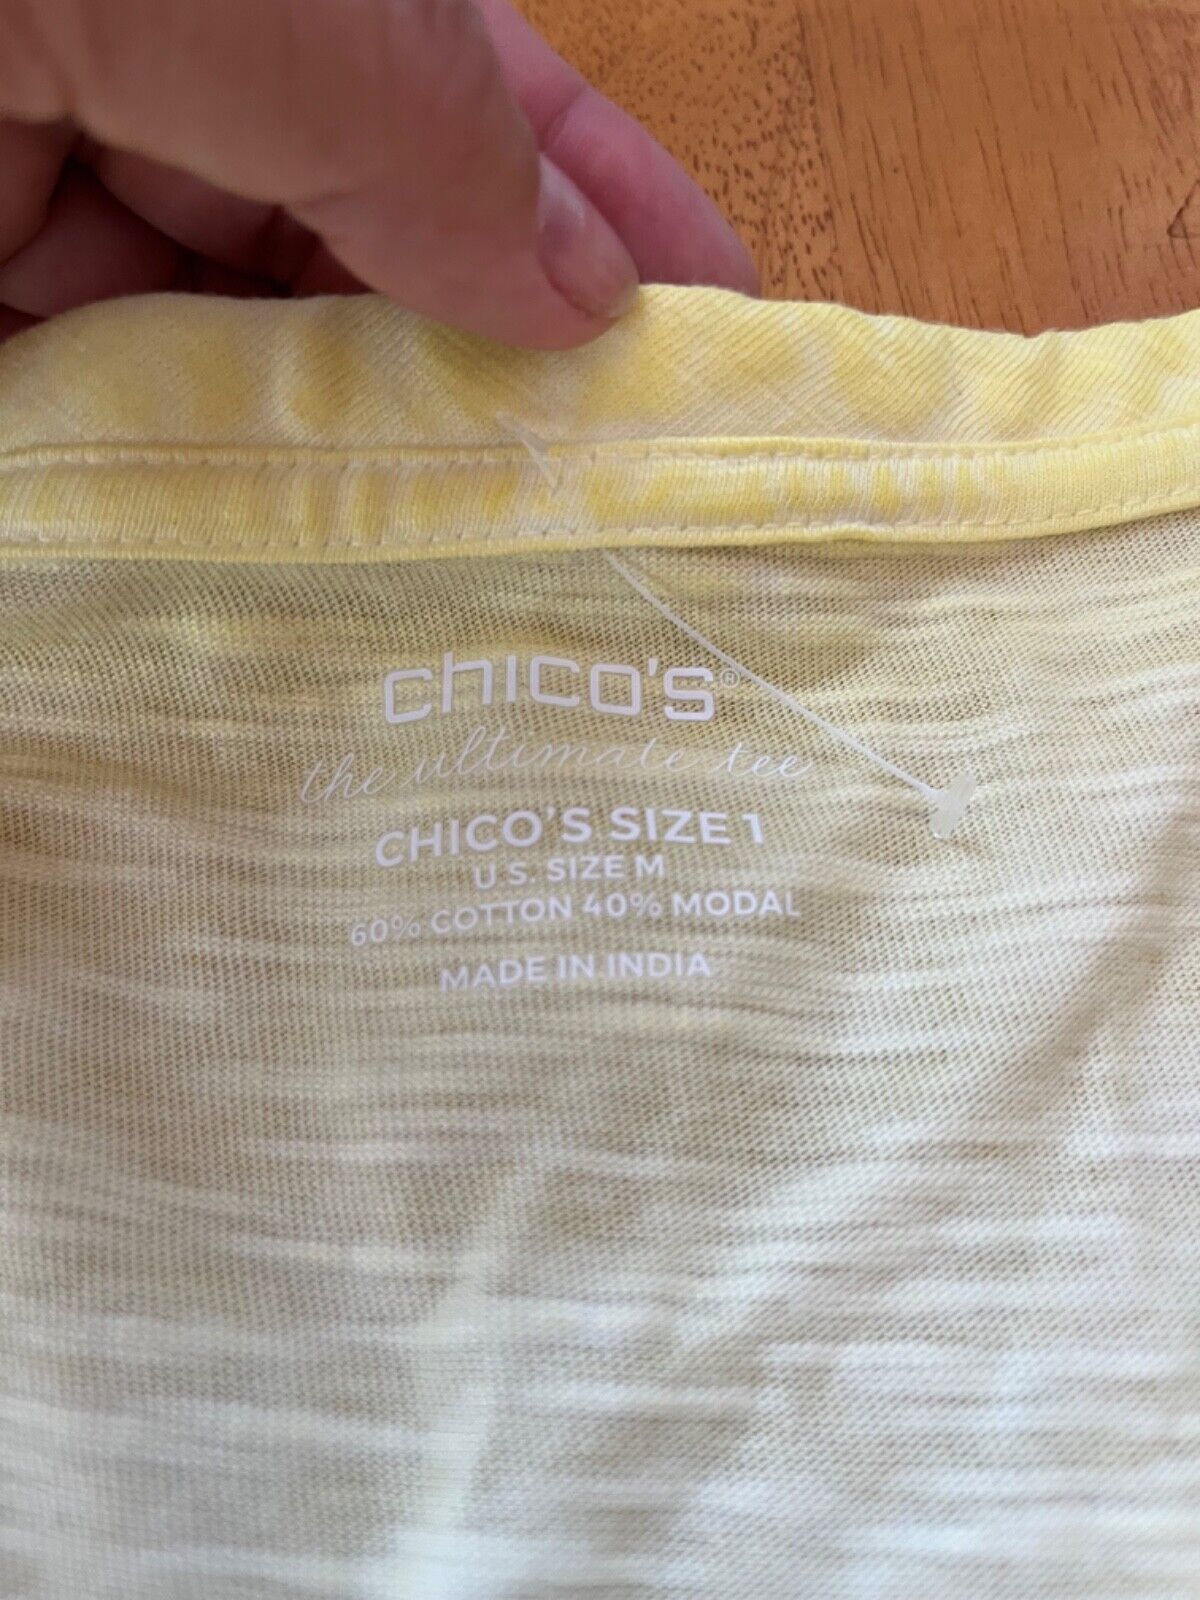 chico's®
the ultimate tee
CHICO'S SIZE 1
U.S. SIZE M
60% COTTON 40% MODAL
MADE IN INDIA